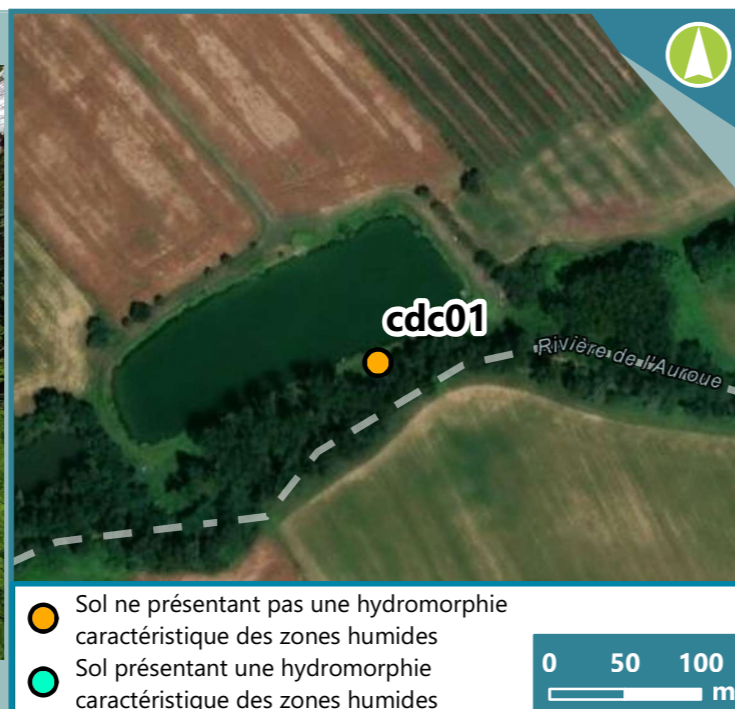 cdc01
Rivière de l'Auroue
Sol ne présentant pas une hydromorphie
caractéristique des zones humides
Sol présentant une hydromorphie
caractéristique des zones humides
0 50 100
m